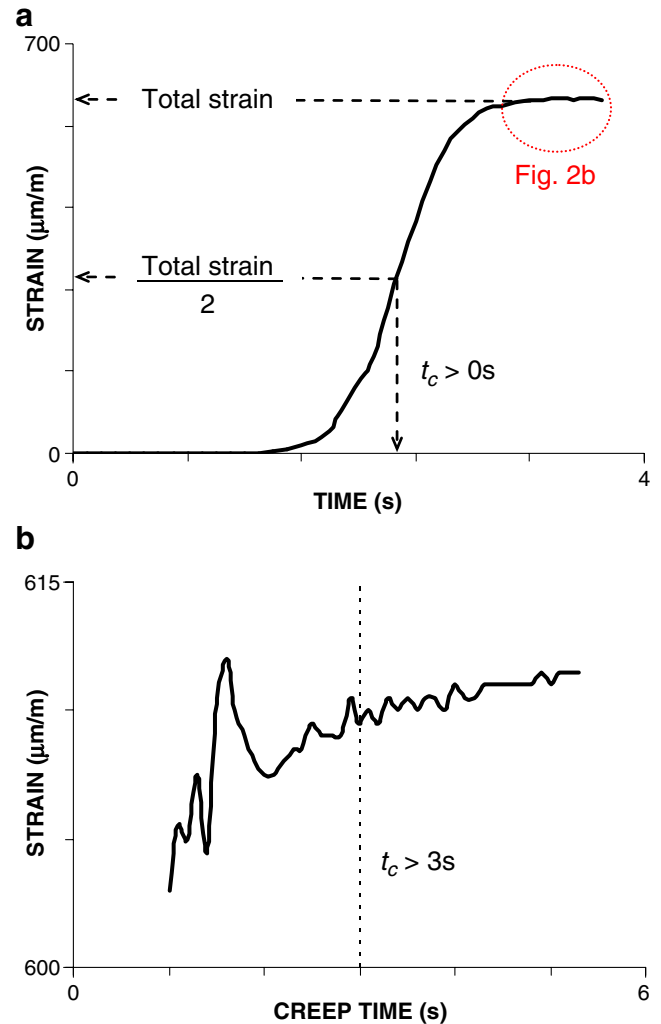 a
700
Total strain
Fig. 2b
Total strain
2
t_c > 0s
STRAIN (μm/m)
0
0
4
TIME (s)
b
615
STRAIN (μm/m)
t_c > 3s
600
0
6
CREEP TIME (s)